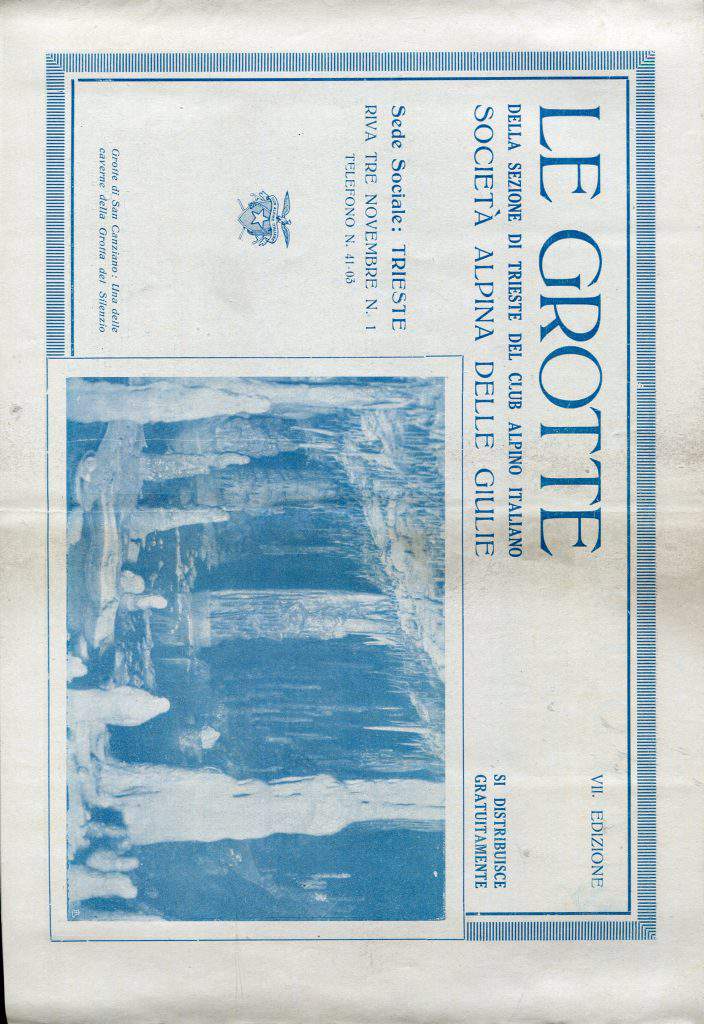 LE GROTTE
VII. EDIZIONE
DELLA SEZIONE DI TRIESTE DEL CLUB ALPINO ITALIANO
SOCIETÀ ALPINA DELLE GIULIE
SI DISTRIBUISCE
GRATUITAMENTE
Sede Sociale: TRIESTE
RIVA TRE NOVEMBRE N. 1
TELEFONO N. 41-03
Grotte di San Canziano: Una delle
caverne della Grotta del Silenzio